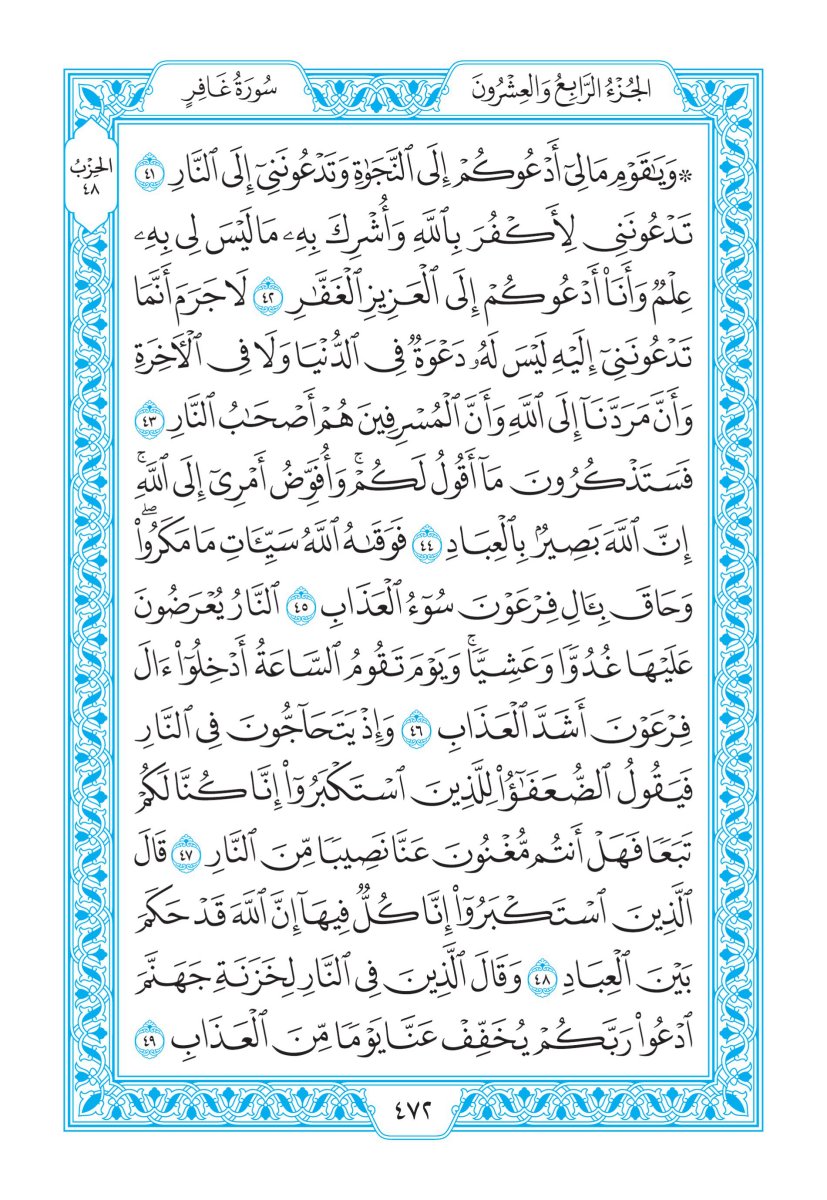 الجُزْءُ الرَّابِعُ وَالعِشْرُونَ
سُورَةُ غَافِرٍ
الحِزْبُ
٤٨
۞ وَيَٰقَوۡمِ مَا لِيٓ أَدۡعُوكُمۡ إِلَى ٱلنَّجَوٰةِ وَتَدۡعُونَنِيٓ إِلَى ٱلنَّارِ ٤١
تَدۡعُونَنِي لِأَكۡفُرَ بِٱللَّهِ وَأُشۡرِكَ بِهِۦ مَا لَيۡسَ لِي بِهِۦ
عِلۡمٞ وَأَنَا۠ أَدۡعُوكُمۡ إِلَى ٱلۡعَزِيزِ ٱلۡغَفَّٰرِ ٤٢ لَا جَرَمَ أَنَّمَا
تَدۡعُونَنِيٓ إِلَيۡهِ لَيۡسَ لَهُۥ دَعۡوَةٞ فِي ٱلدُّنۡيَا وَلَا فِي ٱلۡأٓخِرَةِ
وَأَنَّ مَرَدَّنَآ إِلَى ٱللَّهِ وَأَنَّ ٱلۡمُسۡرِفِينَ هُمۡ أَصۡحَٰبُ ٱلنَّارِ ٤٣
فَسَتَذۡكُرُونَ مَآ أَقُولُ لَكُمۡۚ وَأُفَوِّضُ أَمۡرِيٓ إِلَى ٱللَّهِۚ
إِنَّ ٱللَّهَ بَصِيرُۢ بِٱلۡعِبَادِ ٤٤ فَوَقَىٰهُ ٱللَّهُ سَيِّـَٔاتِ مَا مَكَرُواْۖ
وَحَاقَ بِـَٔالِ فِرۡعَوۡنَ سُوٓءُ ٱلۡعَذَابِ ٤٥ ٱلنَّارُ يُعۡرَضُونَ
عَلَيۡهَا غُدُوّٗا وَعَشِيّٗاۚ وَيَوۡمَ تَقُومُ ٱلسَّاعَةُ أَدۡخِلُوٓاْ ءَالَ
فِرۡعَوۡنَ أَشَدَّ ٱلۡعَذَابِ ٤٦ وَإِذۡ يَتَحَآجُّونَ فِي ٱلنَّارِ
فَيَقُولُ ٱلضُّعَفَٰٓؤُاْ لِلَّذِينَ ٱسۡتَكۡبَرُوٓاْ إِنَّا كُنَّا لَكُمۡ
تَبَعٗا فَهَلۡ أَنتُم مُّغۡنُونَ عَنَّا نَصِيبٗا مِّنَ ٱلنَّارِ ٤٧ قَالَ
ٱلَّذِينَ ٱسۡتَكۡبَرُوٓاْ إِنَّا كُلّٞ فِيهَآ إِنَّ ٱللَّهَ قَدۡ حَكَمَ
بَيۡنَ ٱلۡعِبَادِ ٤٨ وَقَالَ ٱلَّذِينَ فِي ٱلنَّارِ لِخَزَنَةِ جَهَنَّمَ
ٱدۡعُواْ رَبَّكُمۡ يُخَفِّفۡ عَنَّا يَوۡمٗا مِّنَ ٱلۡعَذَابِ ٤٩
٤٧٢